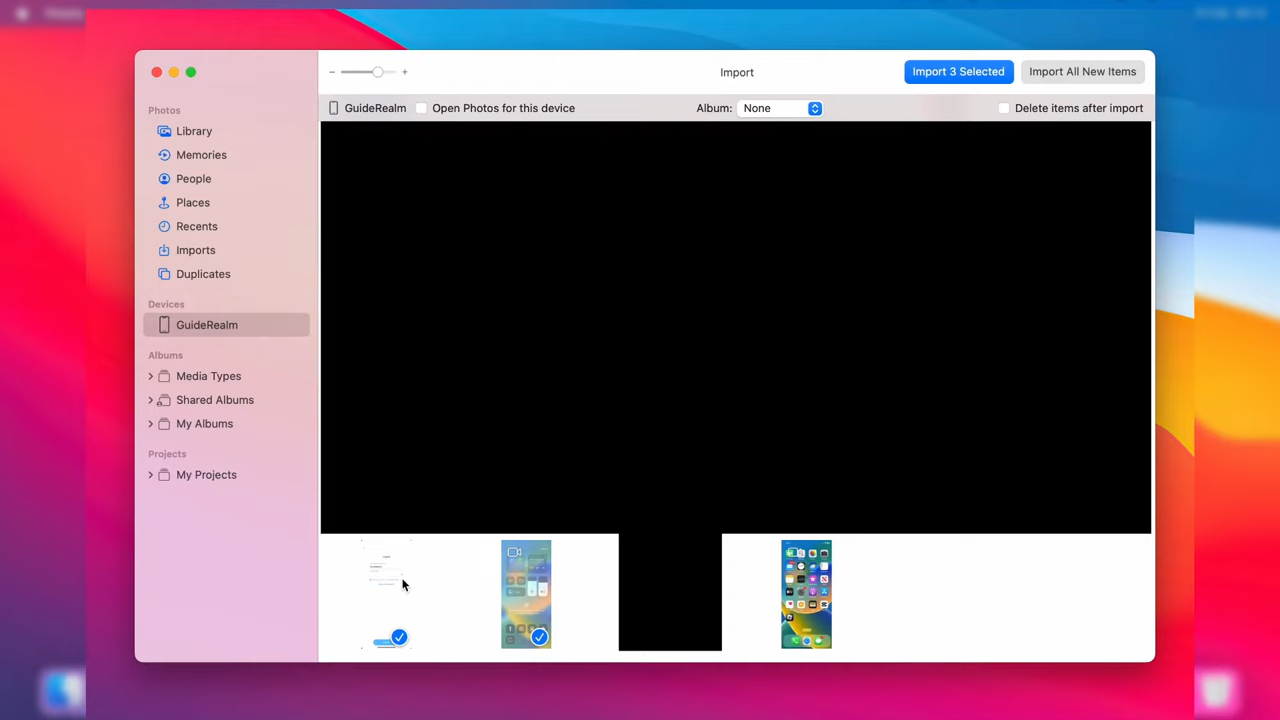 Import
Import 3 Selected
Import All New Items
GuideRealm
Open Photos for this device
Album:
None
Delete items after import
Photos
Library
Memories
People
Places
Recents
Imports
Duplicates
Devices
GuideRealm
Albums
Media Types
Shared Albums
My Albums
Projects
My Projects